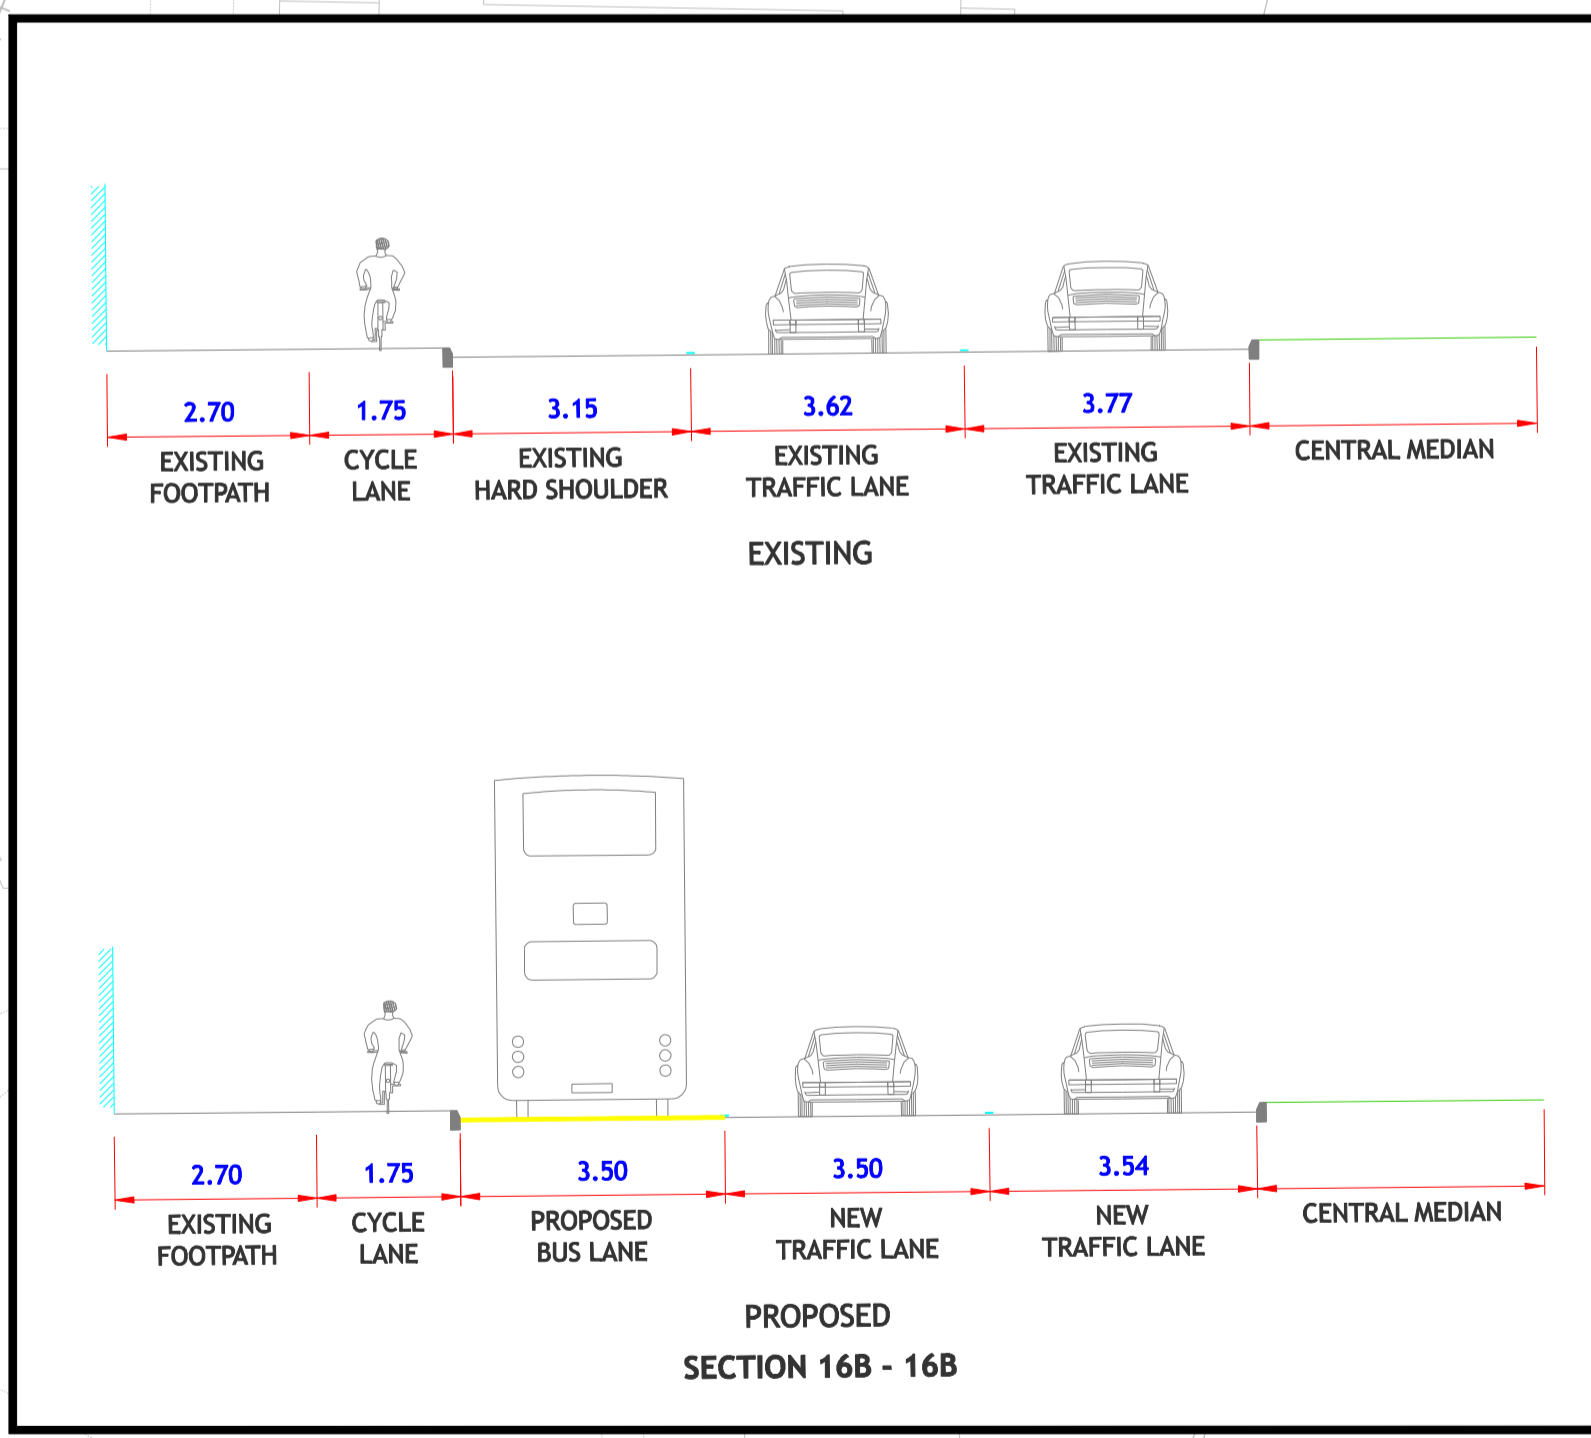 2.70 1.75 3.15 3.62 3.77
EXISTING CYCLE EXISTING EXISTING EXISTING CENTRAL MEDIAN
FOOTPATH LANE HARD SHOULDER TRAFFIC LANE TRAFFIC LANE
EXISTING
2.70 1.75 3.50 3.50 3.54
EXISTING CYCLE PROPOSED NEW NEW CENTRAL MEDIAN
FOOTPATH LANE BUS LANE TRAFFIC LANE TRAFFIC LANE
PROPOSED
SECTION 16B - 16B